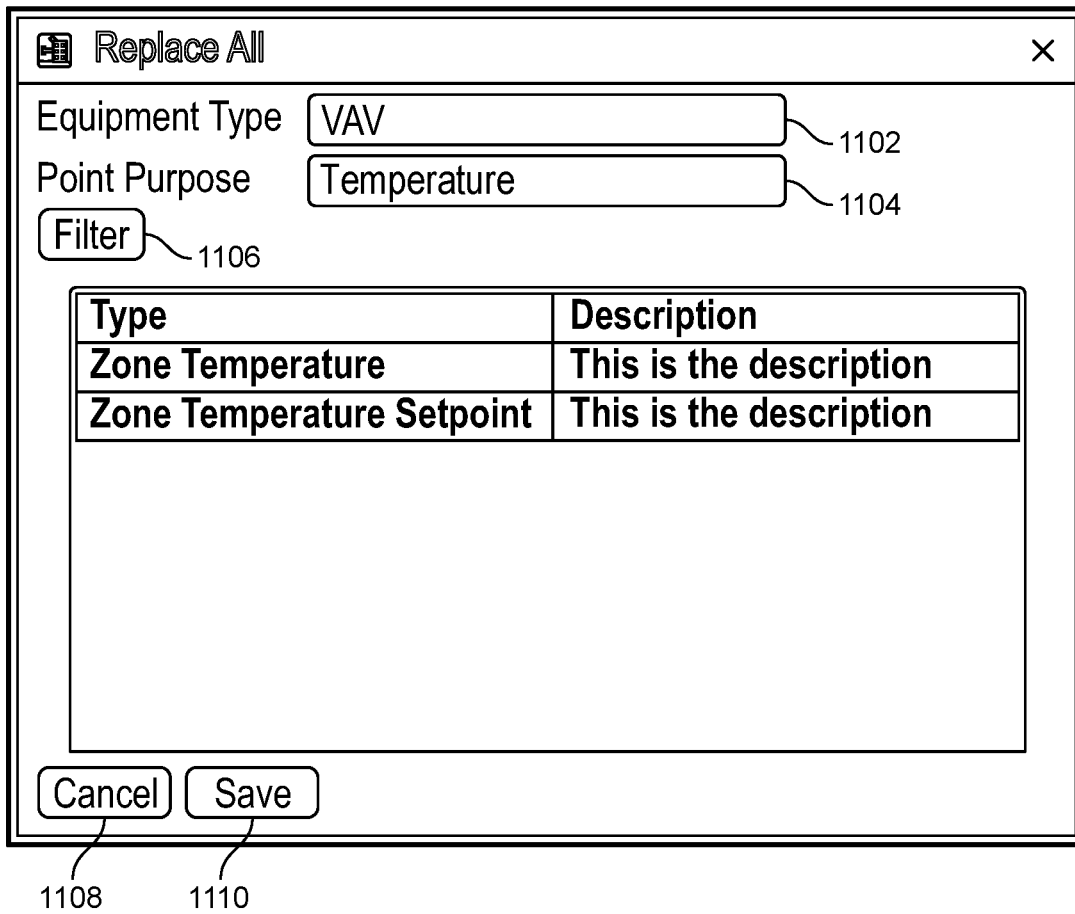 Replace All
Equipment Type VAV
1102
Point Purpose Temperature
1104
Filter
1106
Type Description
Zone Temperature This is the description
Zone Temperature Setpoint This is the description
Cancel Save
1108 1110